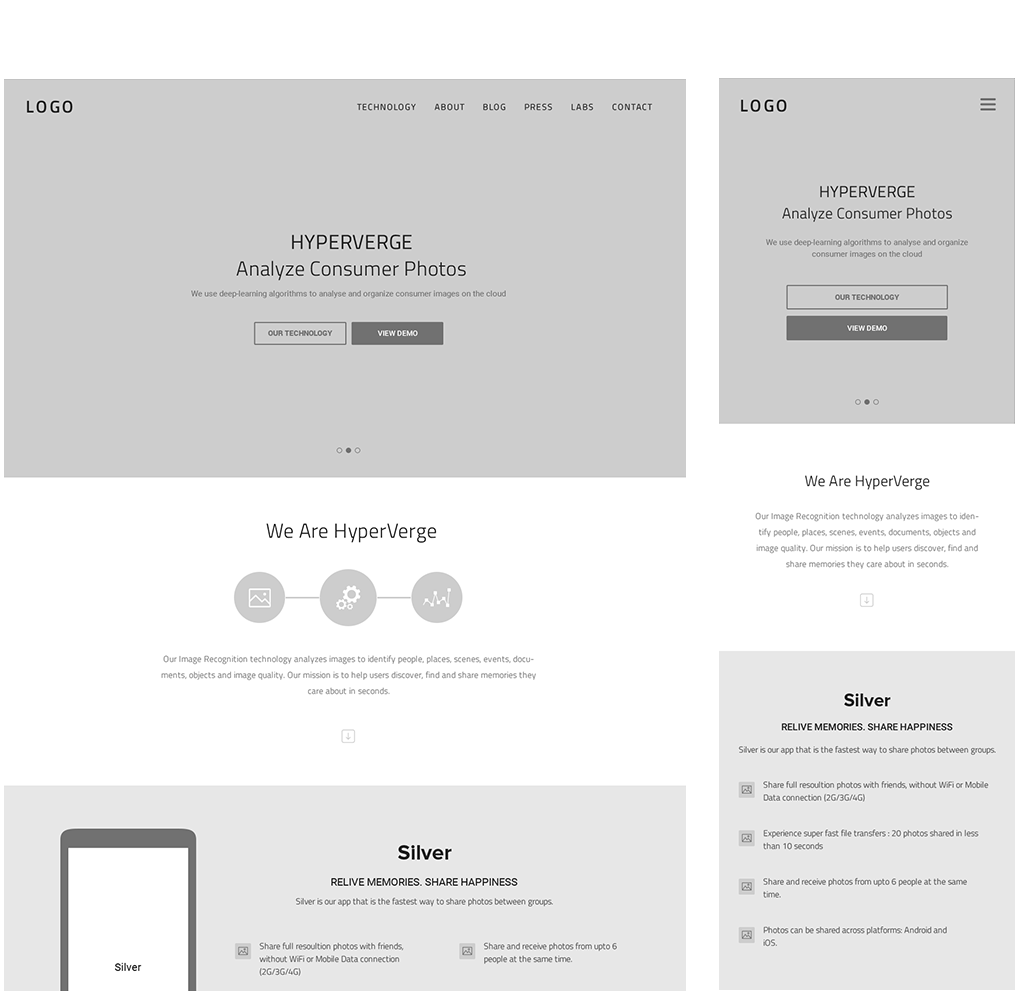 LOGO
TECHNOLOGY ABOUT BLOG PRESS LABS CONTACT
HYPERVERGE
Analyze Consumer Photos
We use deep-learning algorithms to analyse and organize consumer images on the cloud
OUR TECHNOLOGY
VIEW DEMO
We Are HyperVerge
Our Image Recognition technology analyzes images to identify people, places, scenes, events, docu-
ments, objects and image quality. Our mission is to help users discover, find and share memories they
care about in seconds.
Silver
Silver
RELIVE MEMORIES. SHARE HAPPINESS
Silver is our app that is the fastest way to share photos between groups.
Share full resoultion photos with friends,
without WiFi or Mobile Data connection
(2G/3G/4G)
Share and receive photos from upto 6
people at the same time.
LOGO
HYPERVERGE
Analyze Consumer Photos
We use deep-learning algorithms to analyse and organize
consumer images on the cloud
OUR TECHNOLOGY
VIEW DEMO
We Are HyperVerge
Our Image Recognition technology analyzes images to iden-
tify people, places, scenes, events, documents, objects and
image quality. Our mission is to help users discover, find and
share memories they care about in seconds.
Silver
RELIVE MEMORIES. SHARE HAPPINESS
Silver is our app that is the fastest way to share photos between groups.
Share full resoultion photos with friends, without WiFi or Mobile
Data connection (2G/3G/4G)
Experience super fast file transfers : 20 photos shared in less
than 10 seconds
Share and receive photos from upto 6 people at the same
time.
Photos can be shared across platforms: Android and
iOS.